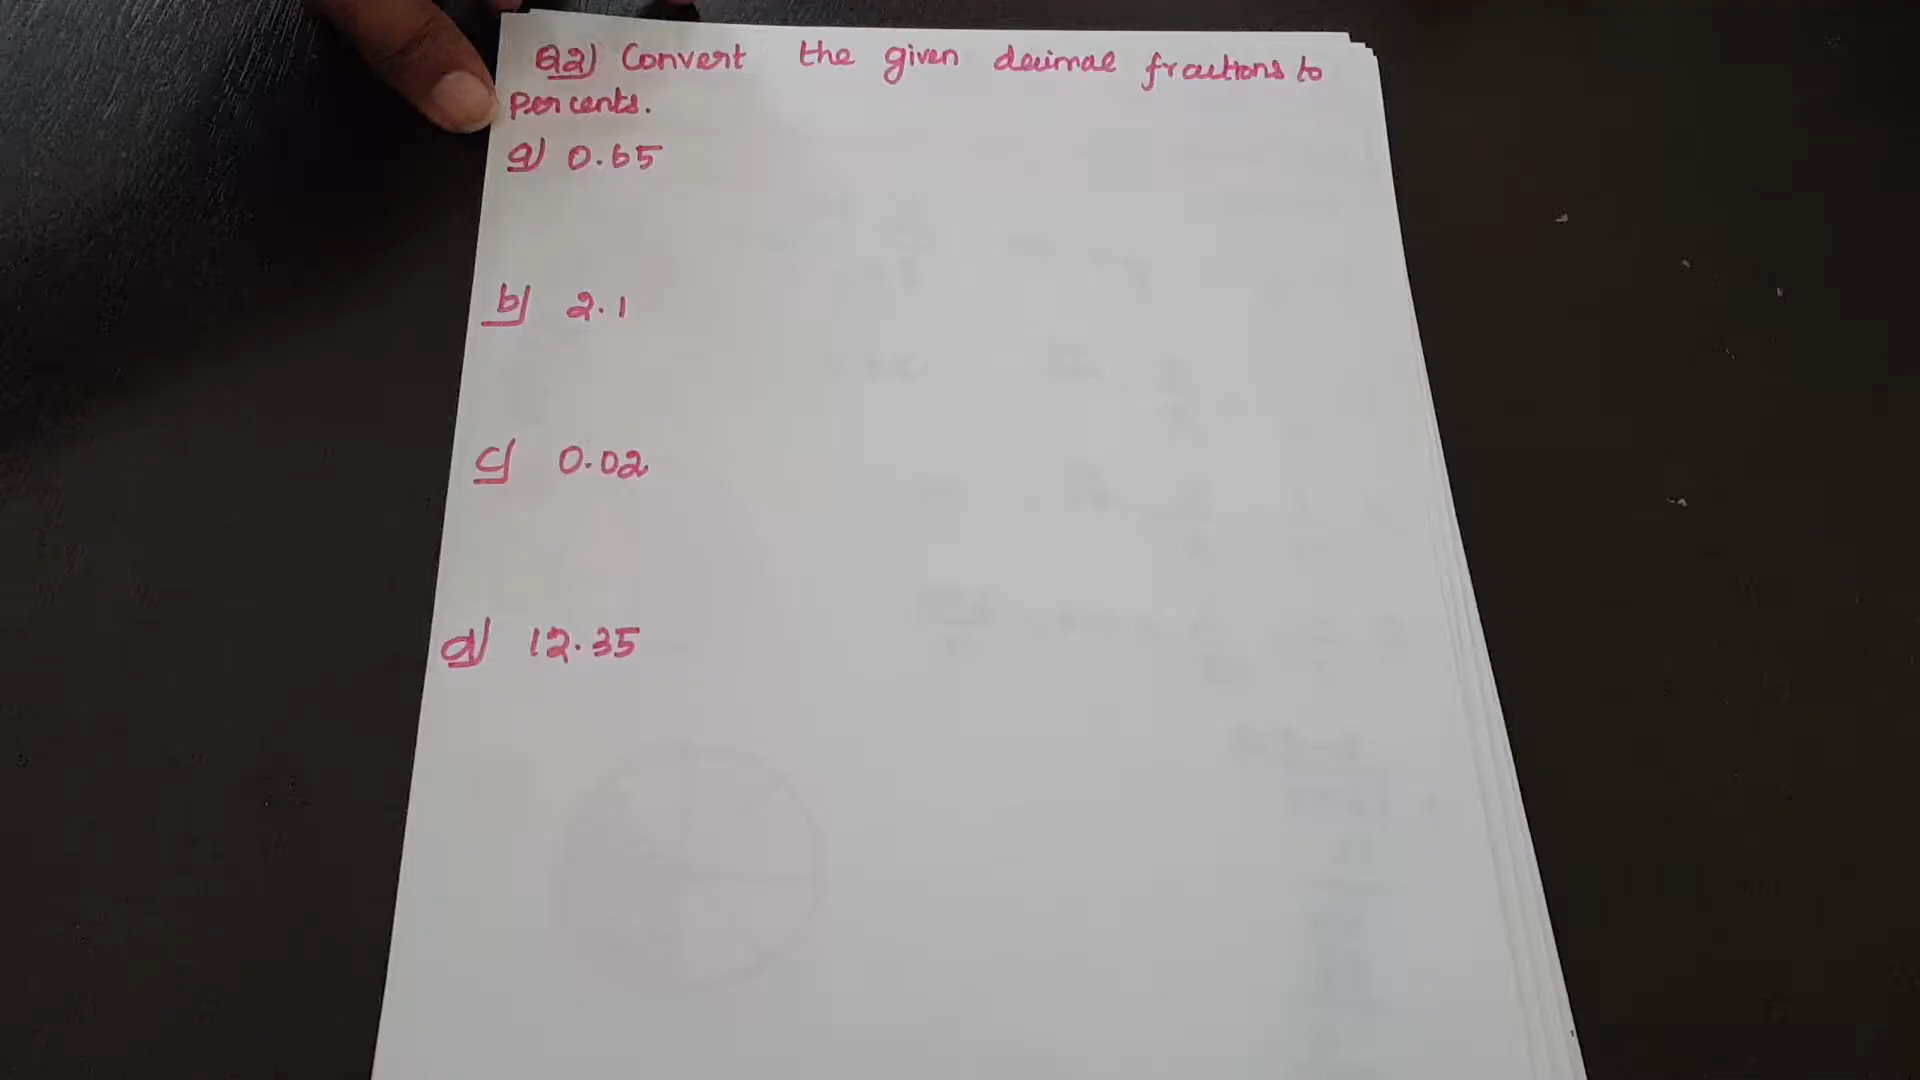 Q2) Convert the given decimal fractions to
percents.
a) 0.65
b) 2.1
c) 0.02
d) 12.35